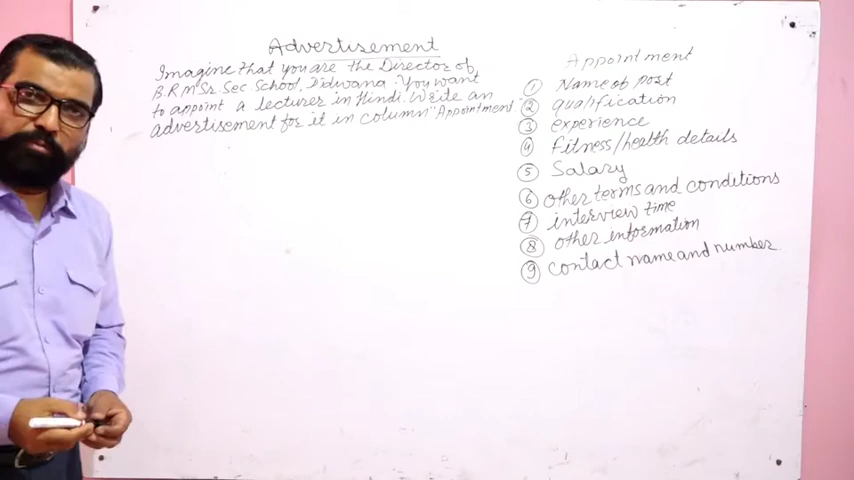 Advertisement
Imagine that you are the Director of
B.R.M Sr. Sec School, Didwana. You want
to appoint a lecturer in Hindi. Write an
advertisement for it in column "Appointment
Appointment
① Name of post
② qualification
③ experience
④ fitness/health details
⑤ Salary
⑥ other terms and conditions
⑦ interview time
⑧ other information
⑨ contact name and number